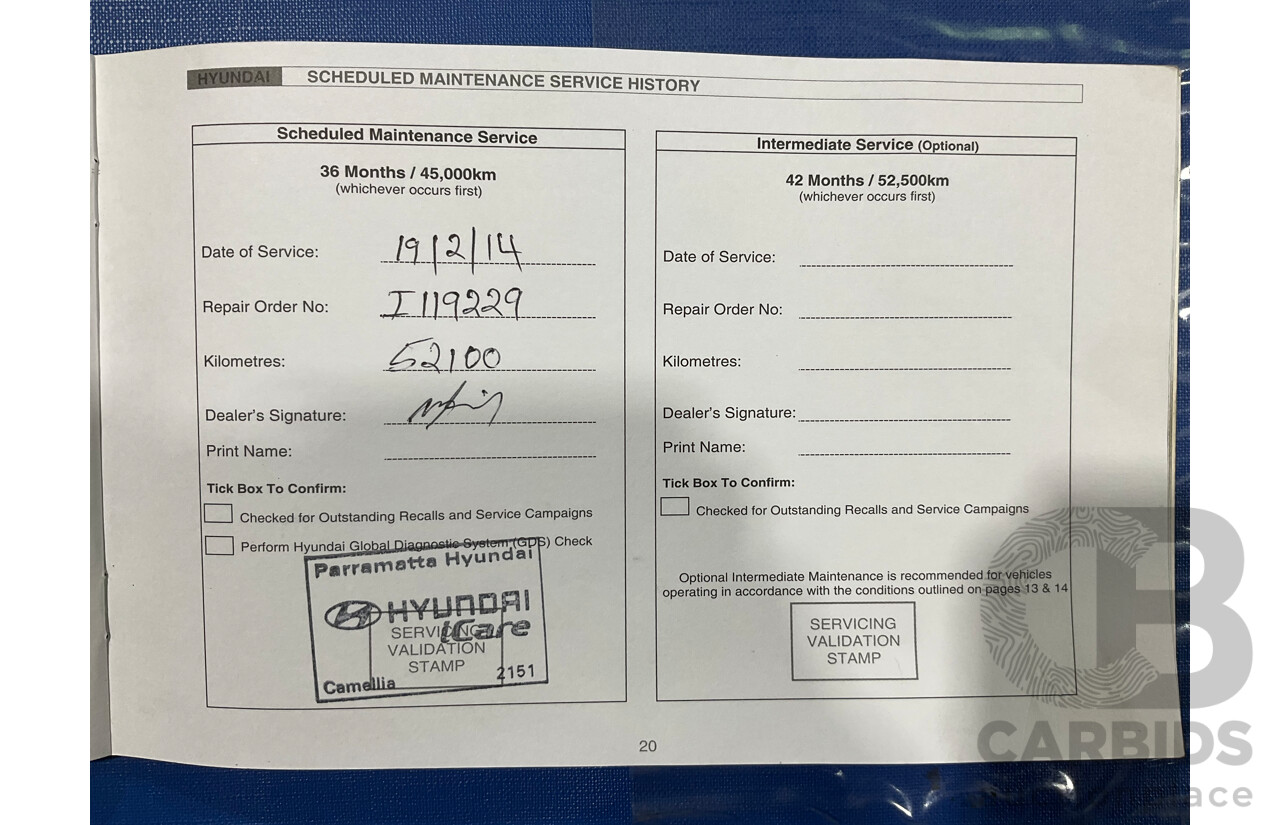 HYUNDAI SCHEDULED MAINTENANCE SERVICE HISTORY
Scheduled Maintenance Service
36 Months / 45,000km
(whichever occurs first)
Date of Service: 19/2/14
Repair Order No: I119229
Kilometres: 52100
Dealer's Signature:
Print Name:
Tick Box To Confirm:
Checked for Outstanding Recalls and Service Campaigns
Perform Hyundai Global Diagnostic System (GDS) Check
Parramatta Hyundai
HYUNDAI
iCare
SERVICING
VALIDATION
STAMP
Camellia 2151
Intermediate Service (Optional)
42 Months / 52,500km
(whichever occurs first)
Date of Service:
Repair Order No:
Kilometres:
Dealer's Signature:
Print Name:
Tick Box To Confirm:
Checked for Outstanding Recalls and Service Campaigns
Optional Intermediate Maintenance is recommended for vehicles
operating in accordance with the conditions outlined on pages 13 & 14
SERVICING
VALIDATION
STAMP
20
CB
CARBIDS
ace